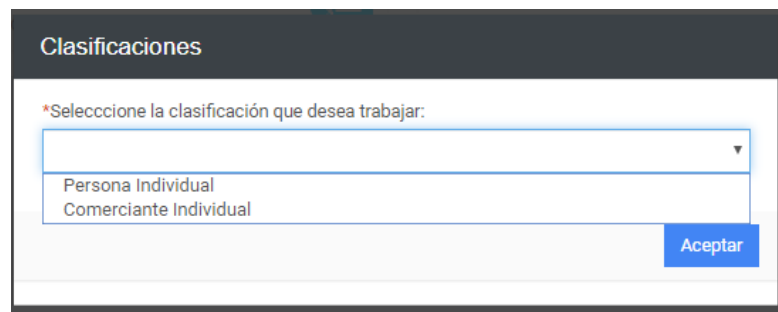 Clasificaciones
*Selecccione la clasificación que desea trabajar:
Persona Individual
Comerciante Individual
Aceptar